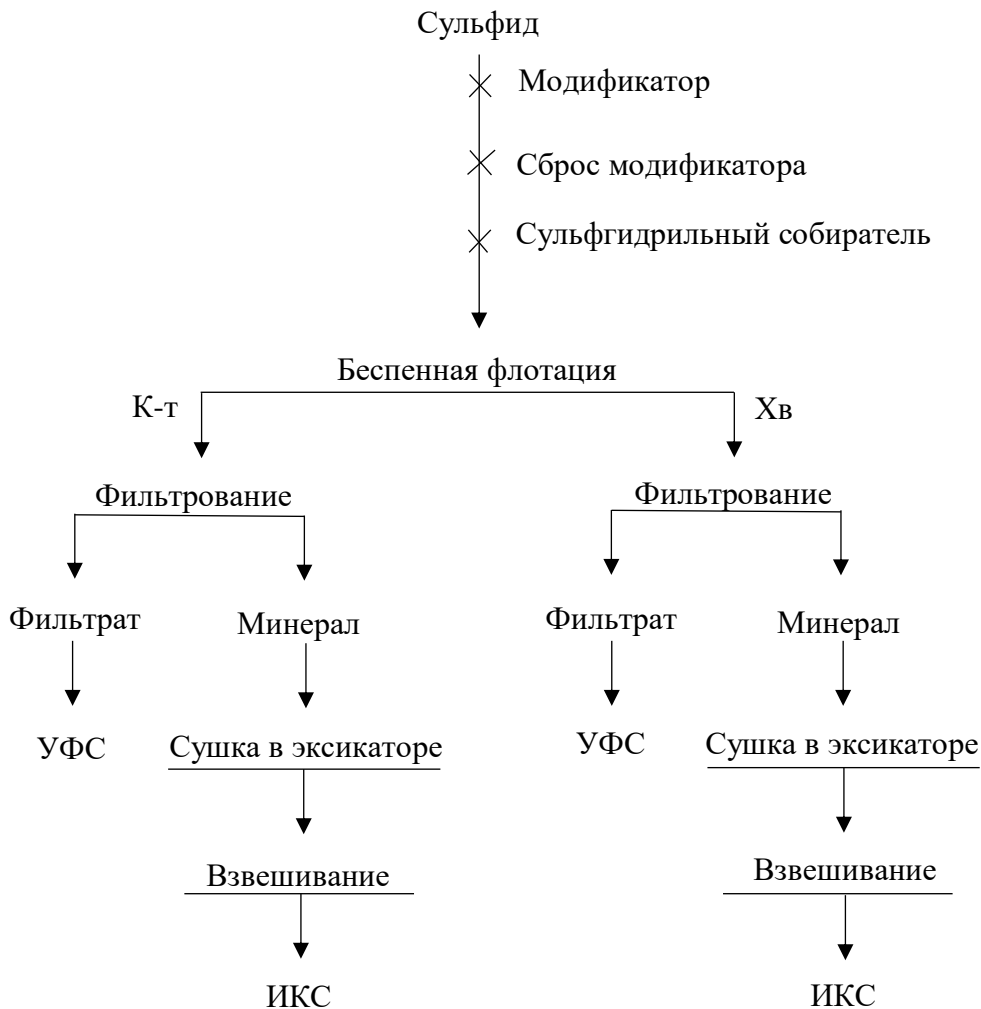 Сульфид
Модификатор
Сброс модификатора
Сульфгидрильный собиратель
Беспенная флотация
К-т
Хв
Фильтрование
Фильтрование
Фильтрат
Минерал
Фильтрат
Минерал
УФС
Сушка в эксикаторе
УФС
Сушка в эксикаторе
Взвешивание
Взвешивание
ИКС
ИКС